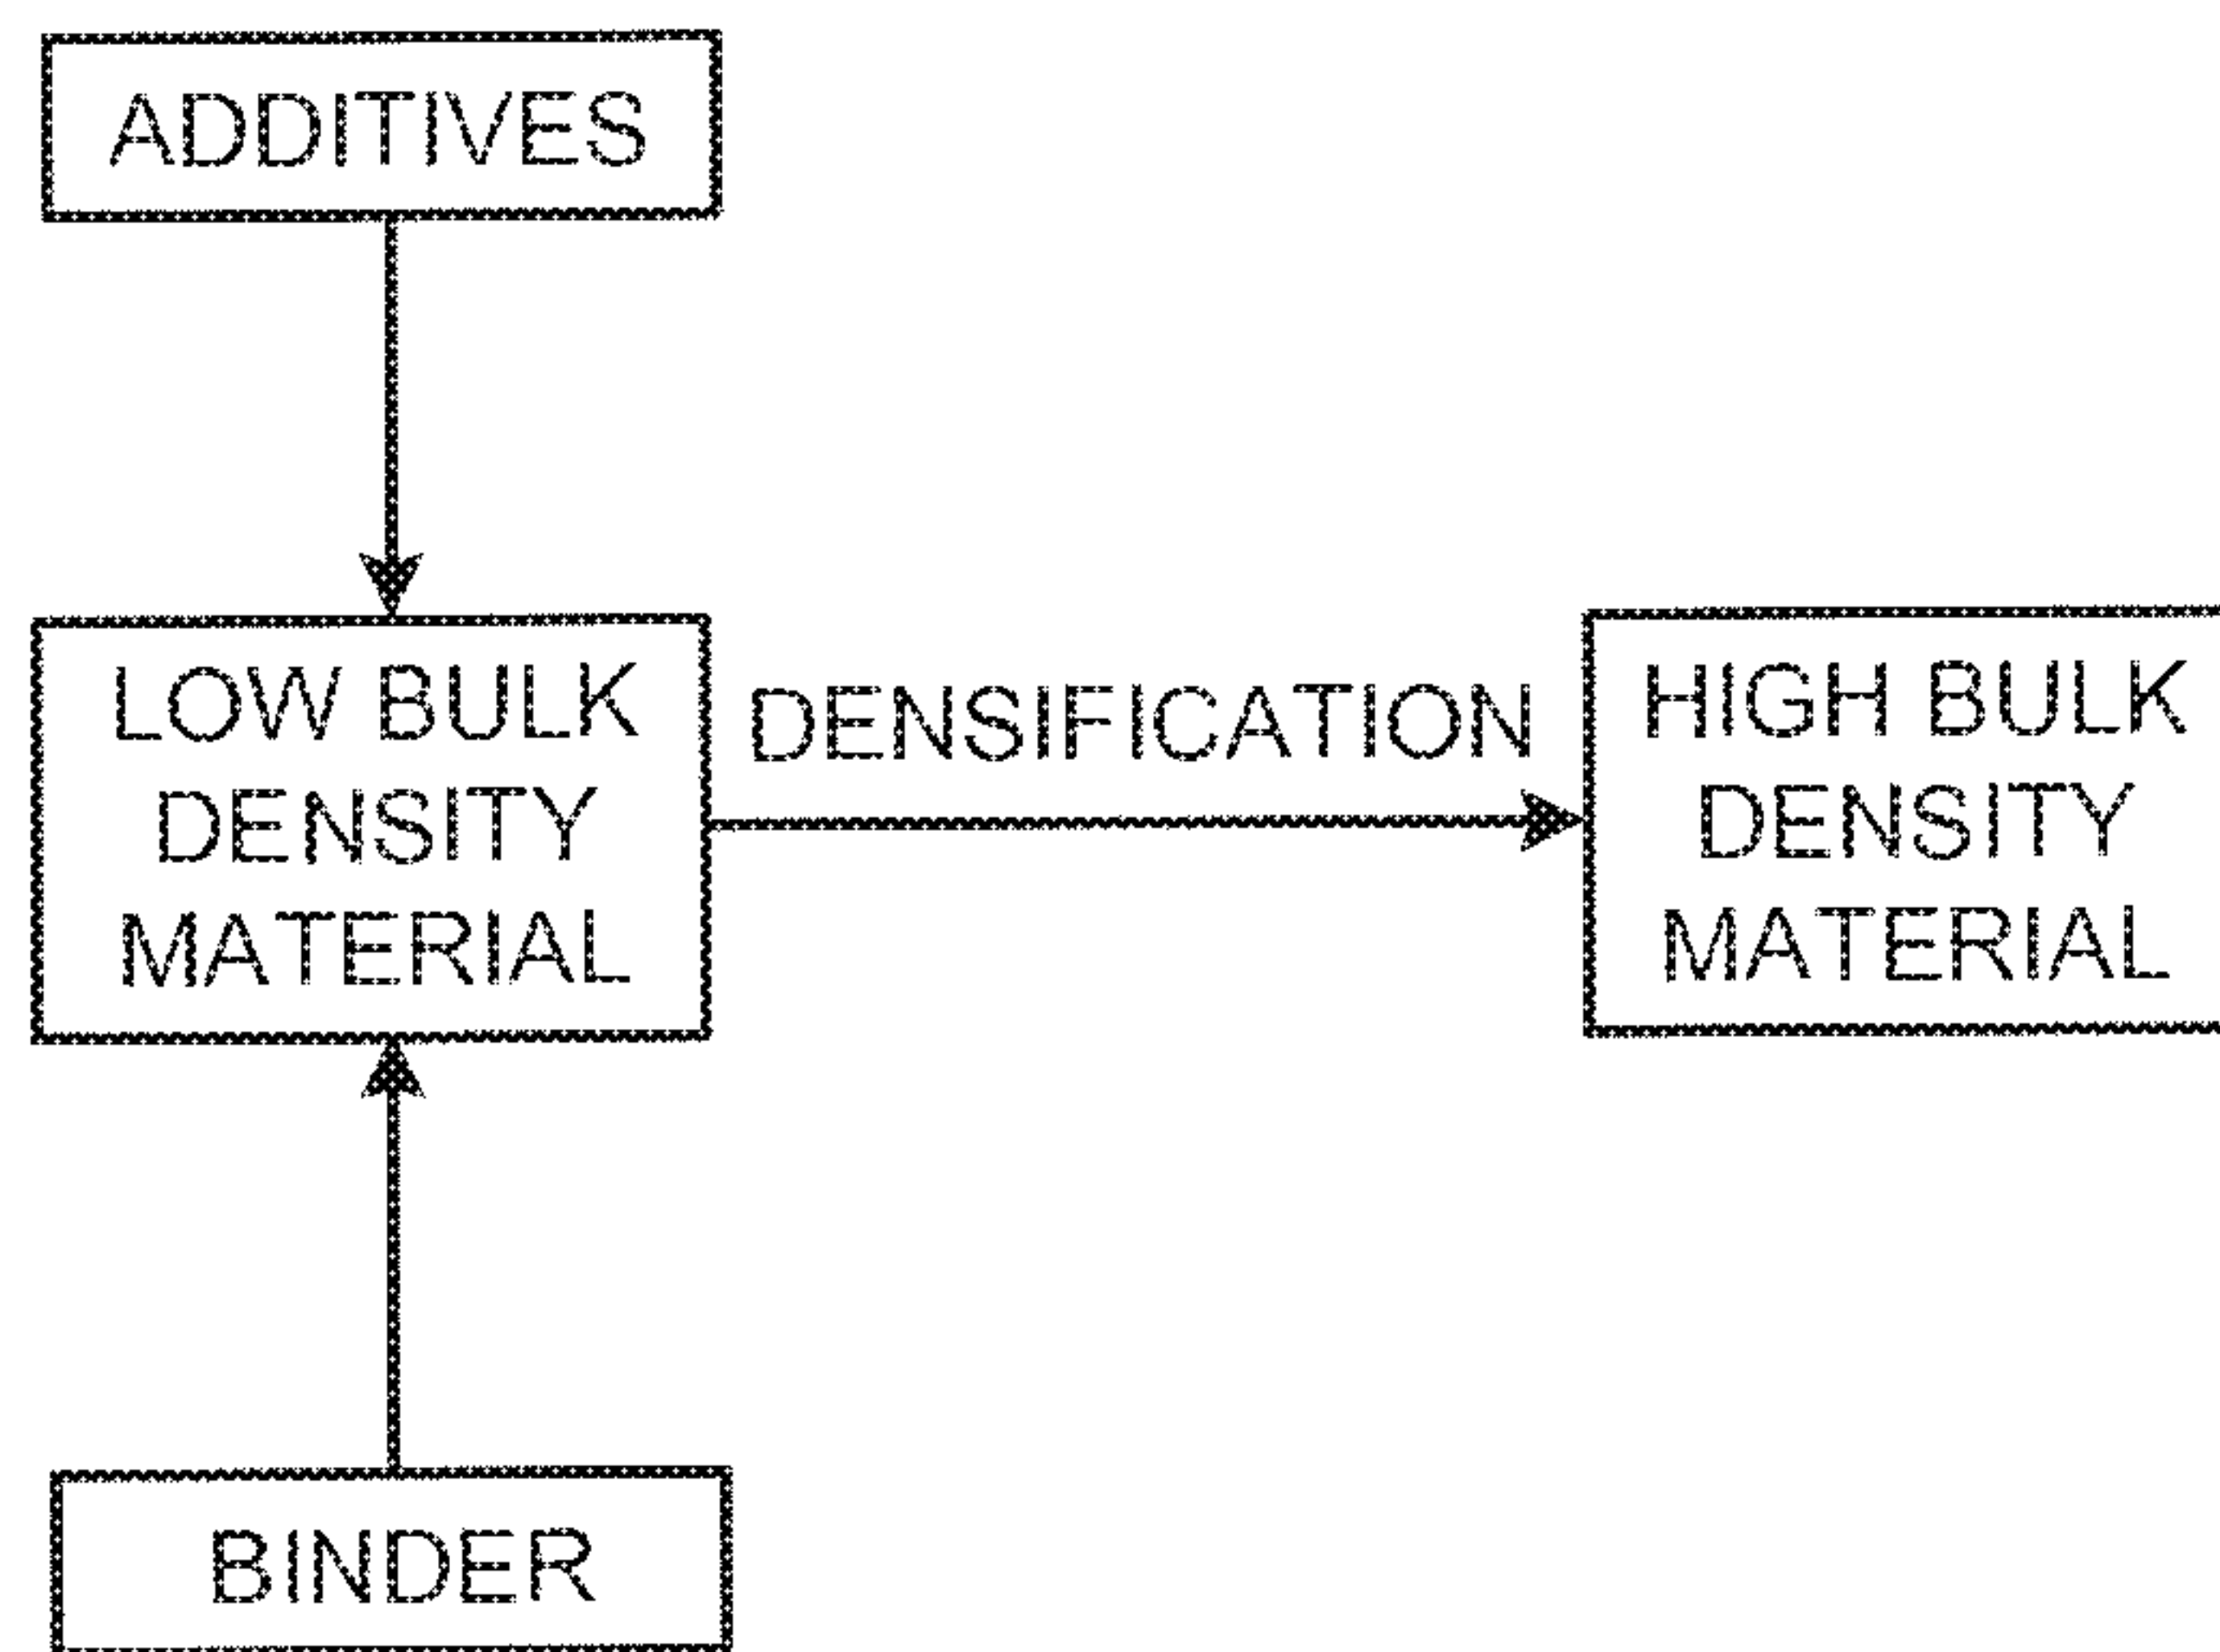 ADDITIVES
LOW BULK
DENSITY
MATERIAL
DENSIFICATION
HIGH BULK
DENSITY
MATERIAL
BINDER